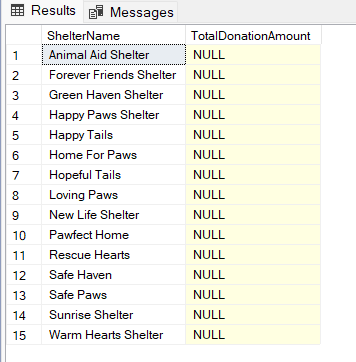 Results Messages
ShelterName TotalDonationAmount
1 Animal Aid Shelter NULL
2 Forever Friends Shelter NULL
3 Green Haven Shelter NULL
4 Happy Paws Shelter NULL
5 Happy Tails NULL
6 Home For Paws NULL
7 Hopeful Tails NULL
8 Loving Paws NULL
9 New Life Shelter NULL
10 Pawfect Home NULL
11 Rescue Hearts NULL
12 Safe Haven NULL
13 Safe Paws NULL
14 Sunrise Shelter NULL
15 Warm Hearts Shelter NULL